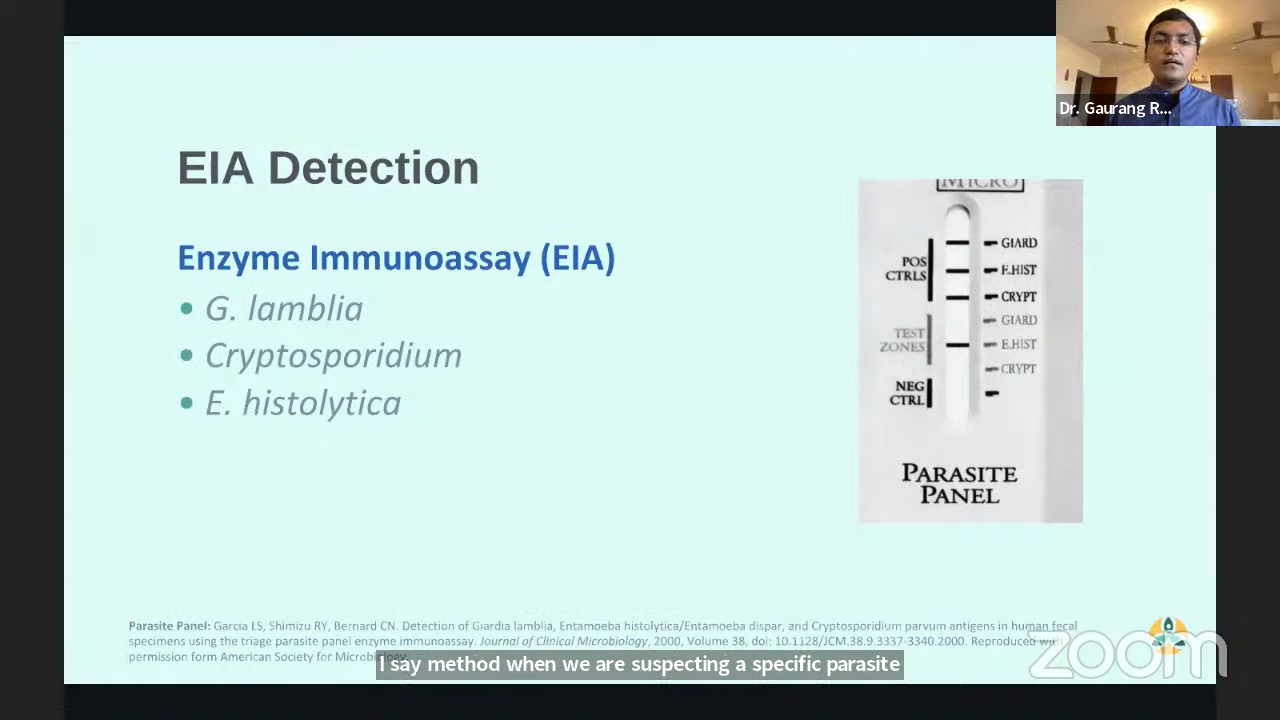 Dr. Gaurang R...
EIA Detection
Enzyme Immunoassay (EIA)
• G. lamblia
• Cryptosporidium
• E. histolytica
MICRO
POS
CTRLS
GIARD
E.HIST
CRYPT
TEST
ZONES
GIARD
E.HIST
CRYPT
NEG
CTRL
PARASITE
PANEL
Parasite Panel: Garcia LS, Shimizu RY, Bernard CN. Detection of Giardia lamblia, Entamoeba histolytica/Entamoeba dispar, and Cryptosporidium parvum antigens in human fecal
specimens using the triage parasite panel enzyme immunoassay. Journal of Clinical Microbiology, 2000, Volume 38, doi: 10.1128/JCM.38.9.3337-3340.2000. Reproduced with
permission form American Society for Microbiology
I say method when we are suspecting a specific parasite
zoom